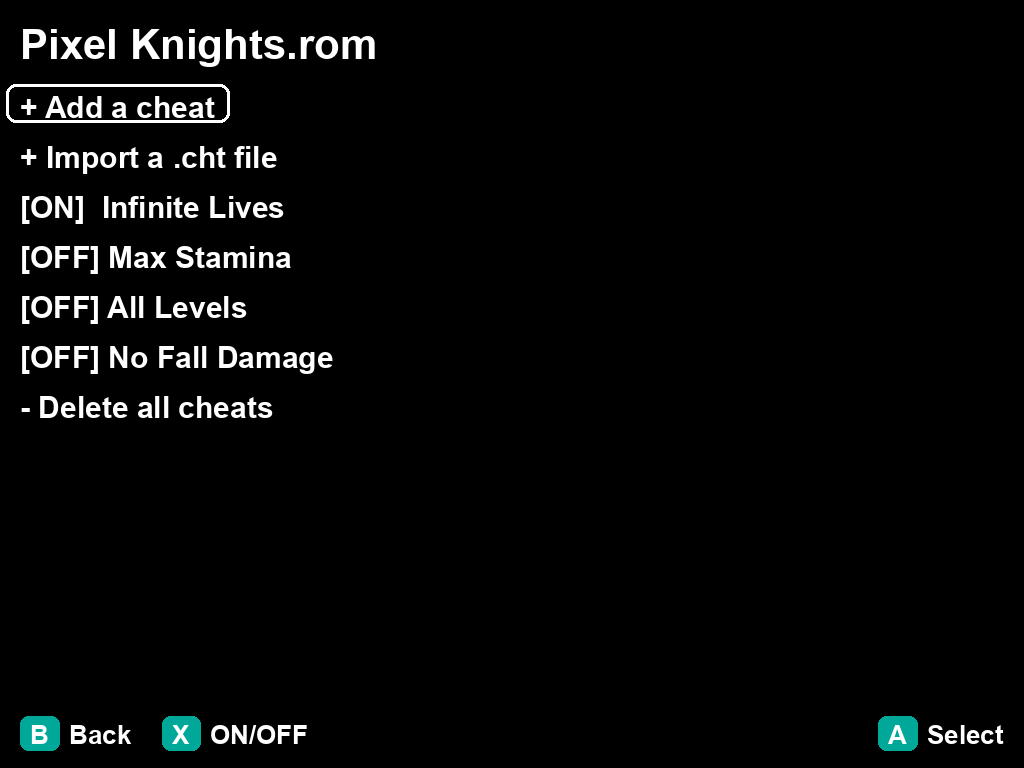 Pixel Knights.rom
+ Add a cheat
+ Import a .cht file
[ON]  Infinite Lives
[OFF] Max Stamina
[OFF] All Levels
[OFF] No Fall Damage
- Delete all cheats
B Back X ON/OFF A Select